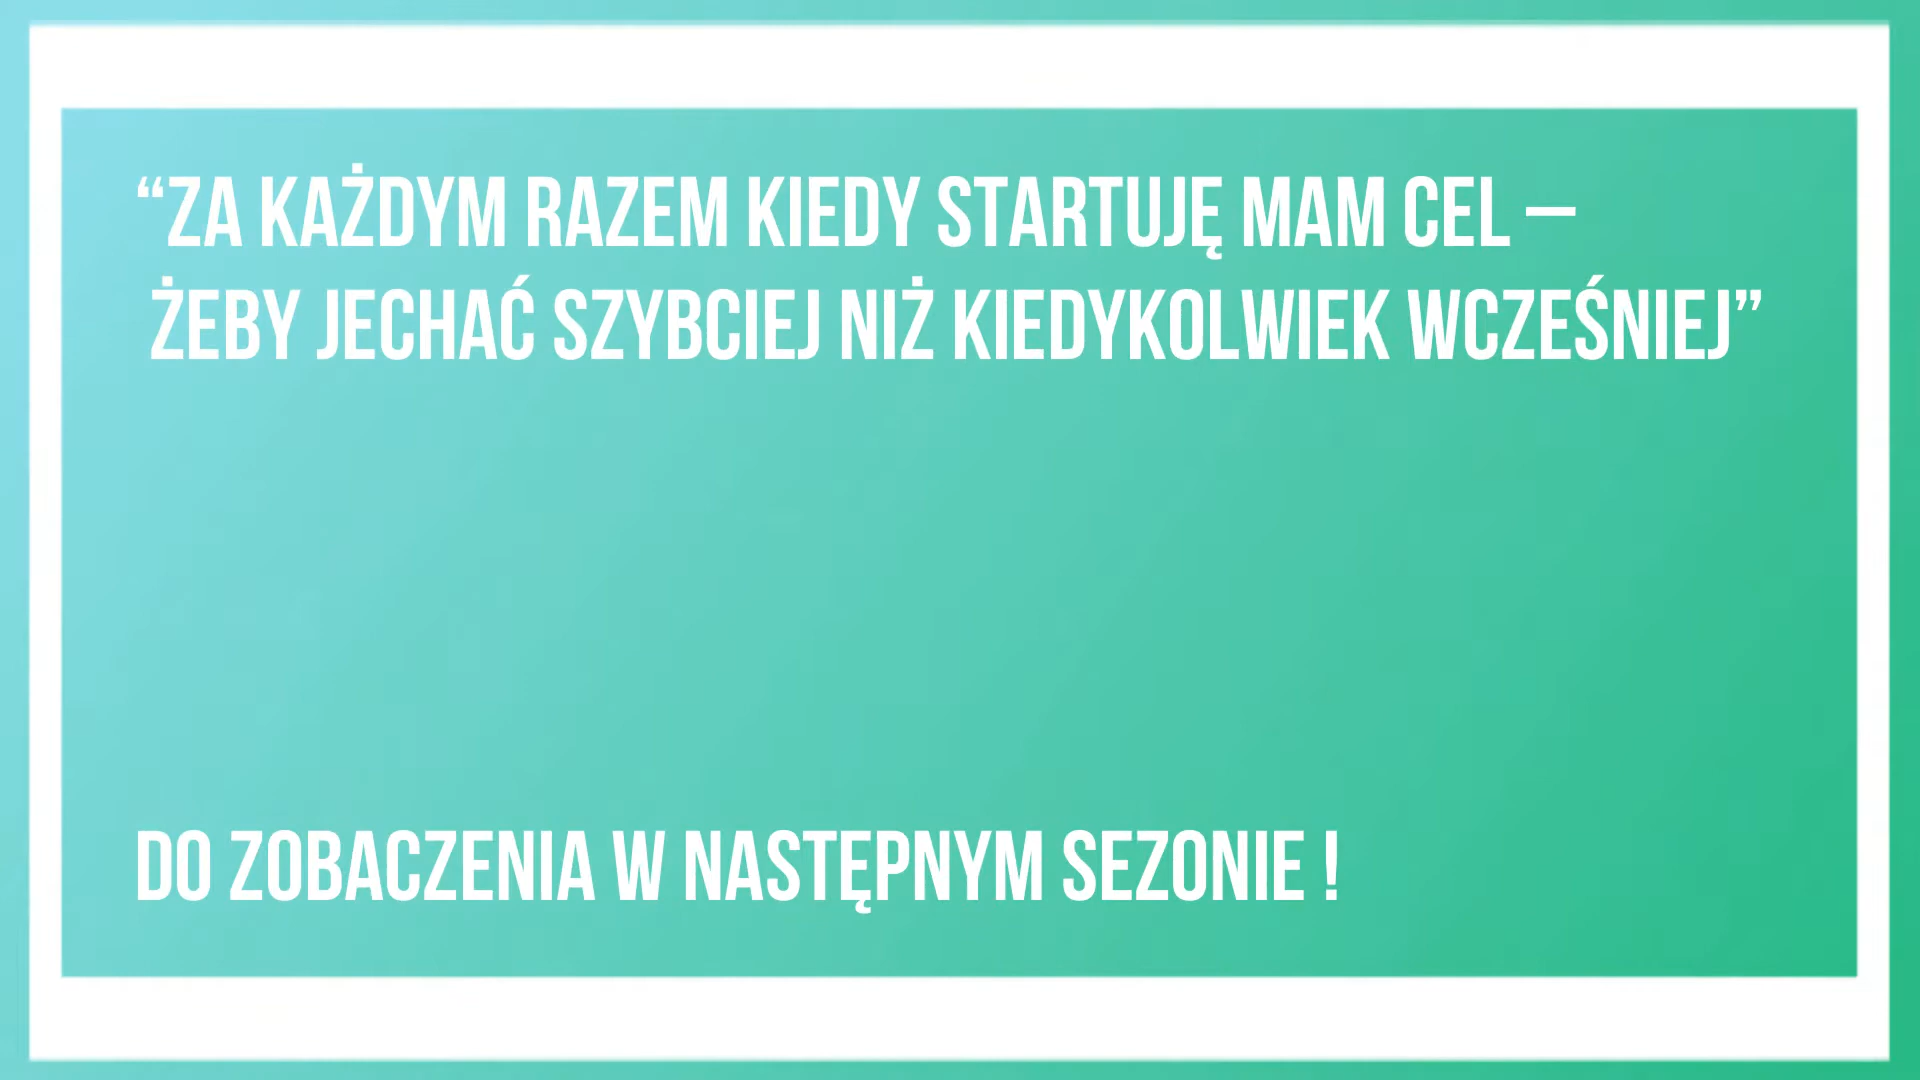 “ZA KAŻDYM RAZEM KIEDY STARTUJĘ MAM CEL –
ŻEBY JECHAĆ SZYBCIEJ NIŻ KIEDYKOLWIEK WCZEŚNIEJ”
DO ZOBACZENIA W NASTĘPNYM SEZONIE !